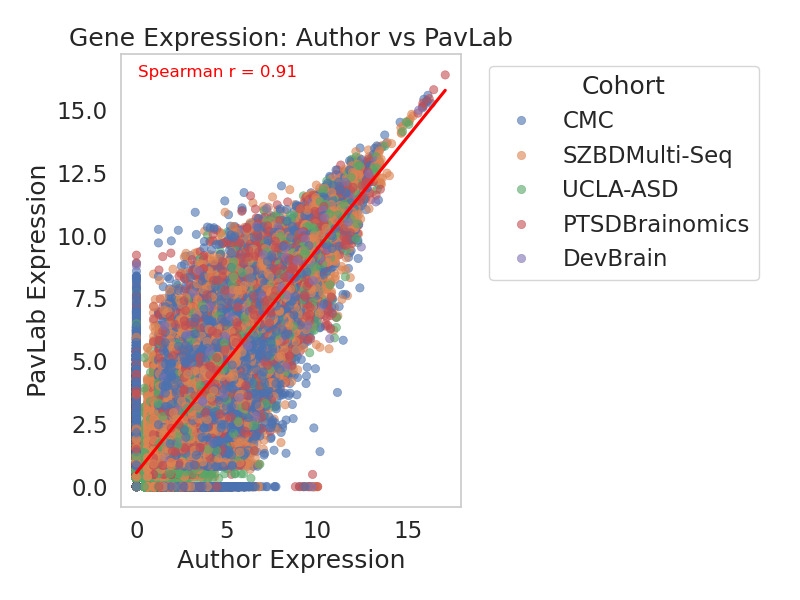 Gene Expression: Author vs PavLab
Spearman r = 0.91
PavLab Expression
15.0
12.5
10.0
7.5
5.0
2.5
0.0
0 5 10 15
Author Expression
Cohort
CMC
SZBDMulti-Seq
UCLA-ASD
PTSDBrainomics
DevBrain